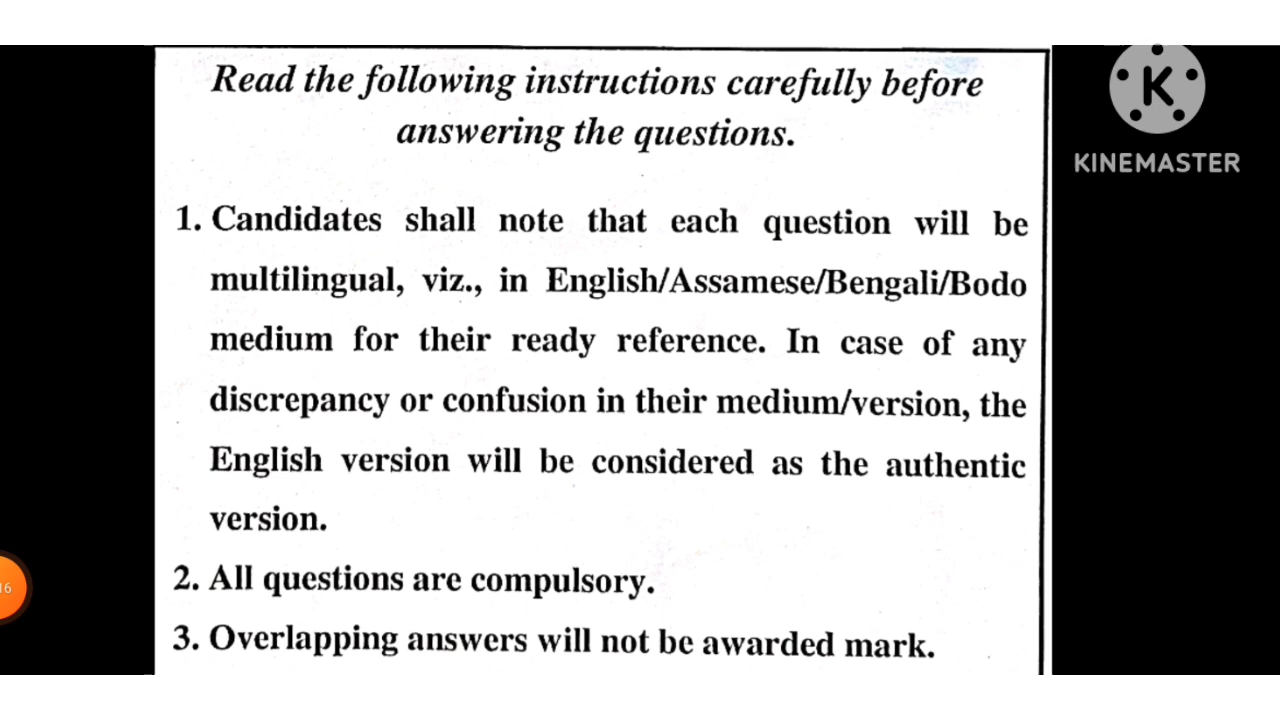 Read the following instructions carefully before
answering the questions.
1. Candidates shall note that each question will be
multilingual, viz., in English/Assamese/Bengali/Bodo
medium for their ready reference. In case of any
discrepancy or confusion in their medium/version, the
English version will be considered as the authentic
version.
2. All questions are compulsory.
3. Overlapping answers will not be awarded mark.
K
KINEMASTER
16